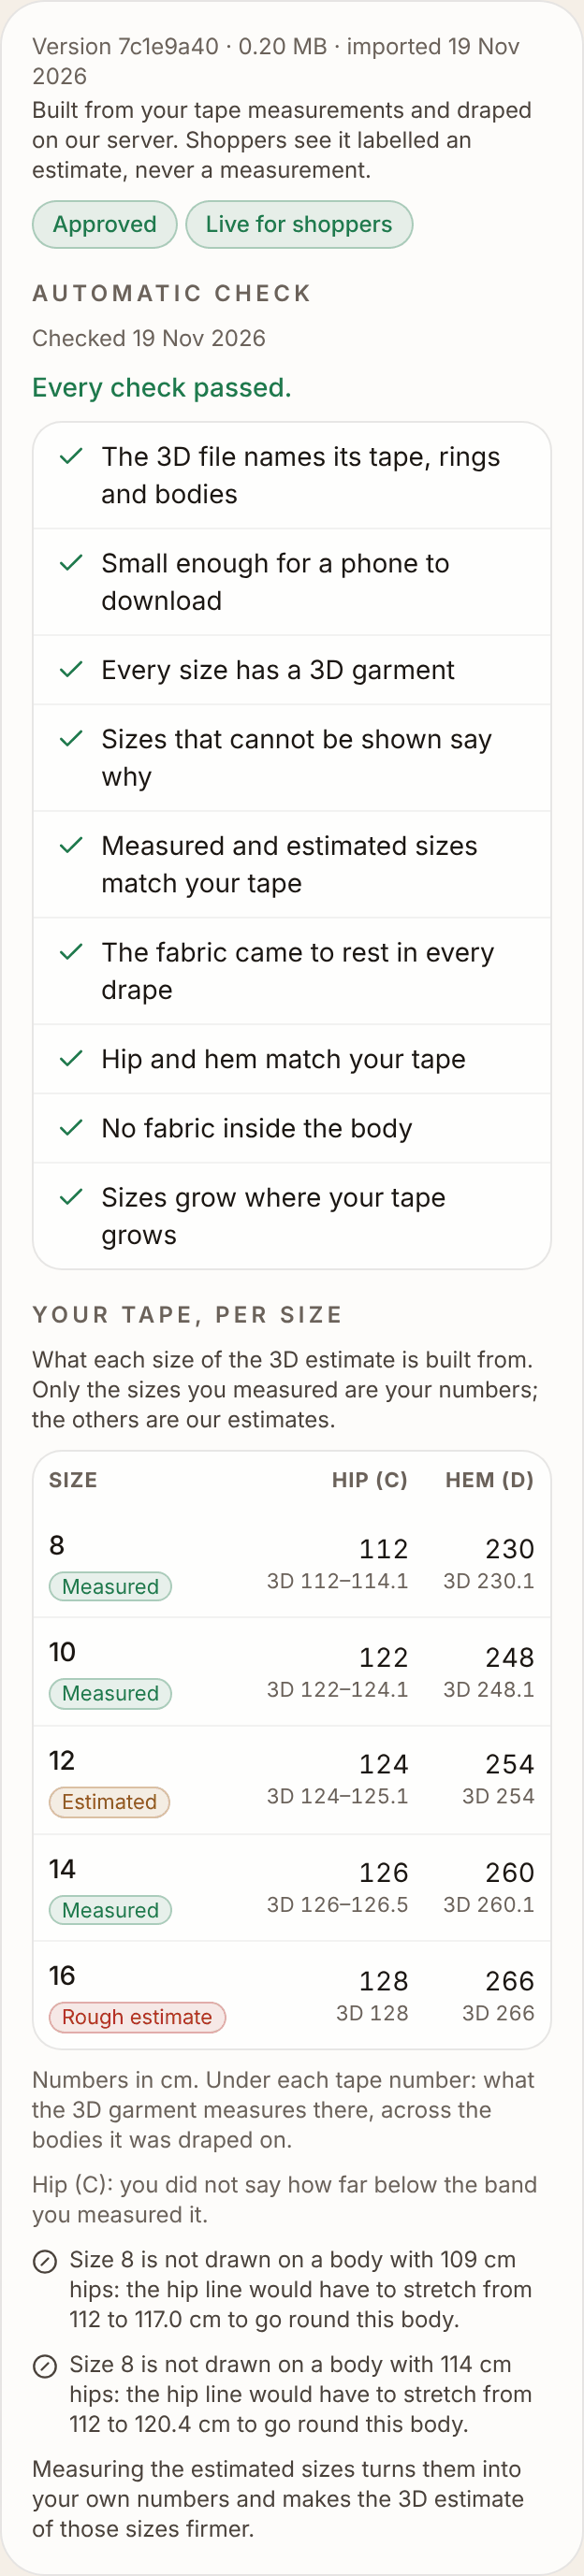 Version 7c1e9a40 · 0.20 MB · imported 19 Nov
2026
Built from your tape measurements and draped
on our server. Shoppers see it labelled an
estimate, never a measurement.
Approved Live for shoppers
AUTOMATIC CHECK
Checked 19 Nov 2026
Every check passed.
The 3D file names its tape, rings
and bodies
Small enough for a phone to
download
Every size has a 3D garment
Sizes that cannot be shown say
why
Measured and estimated sizes
match your tape
The fabric came to rest in every
drape
Hip and hem match your tape
No fabric inside the body
Sizes grow where your tape
grows
YOUR TAPE, PER SIZE
What each size of the 3D estimate is built from.
Only the sizes you measured are your numbers;
the others are our estimates.
SIZE HIP (C) HEM (D)
8 112 230
Measured 3D 112–114.1 3D 230.1
10 122 248
Measured 3D 122–124.1 3D 248.1
12 124 254
Estimated 3D 124–125.1 3D 254
14 126 260
Measured 3D 126–126.5 3D 260.1
16 128 266
Rough estimate 3D 128 3D 266
Numbers in cm. Under each tape number: what
the 3D garment measures there, across the
bodies it was draped on.
Hip (C): you did not say how far below the band
you measured it.
Size 8 is not drawn on a body with 109 cm
hips: the hip line would have to stretch from
112 to 117.0 cm to go round this body.
Size 8 is not drawn on a body with 114 cm
hips: the hip line would have to stretch from
112 to 120.4 cm to go round this body.
Measuring the estimated sizes turns them into
your own numbers and makes the 3D estimate
of those sizes firmer.